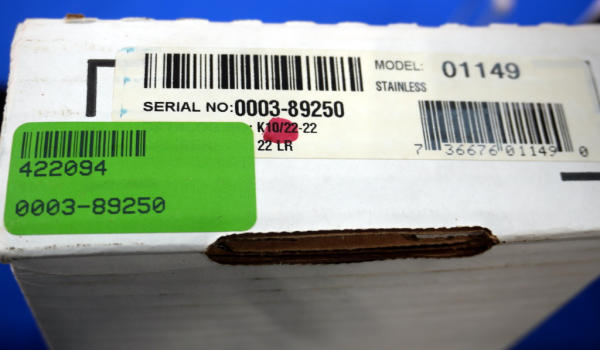 MODEL: 01149
STAINLESS
SERIAL NO:0003-89250
: K10/22-22
22 LR
7 36676 01149 0
422094
0003-89250